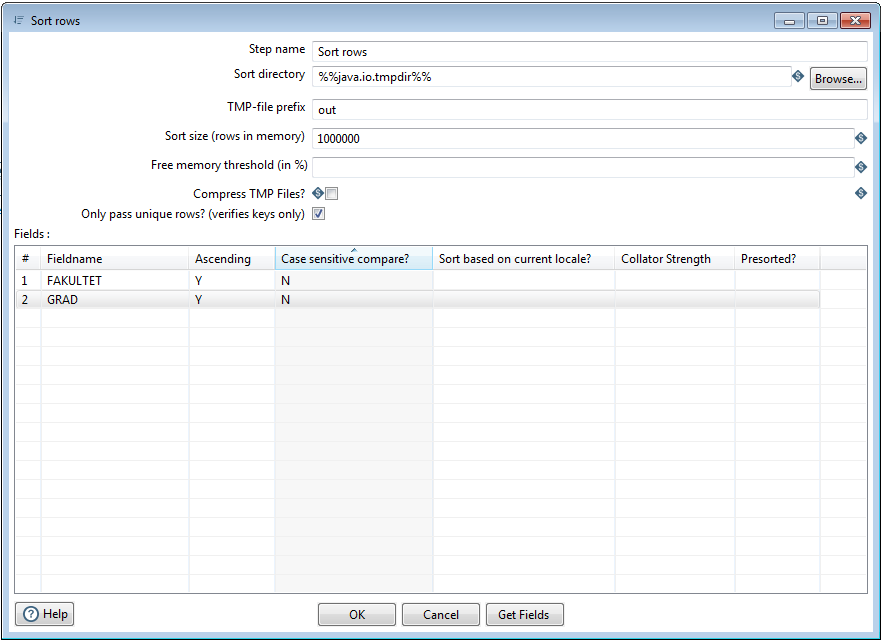 Sort rows
Step name Sort rows
Sort directory %%java.io.tmpdir%% Browse...
TMP-file prefix out
Sort size (rows in memory) 1000000
Free memory threshold (in %)
Compress TMP Files?
Only pass unique rows? (verifies keys only)
Fields :
# Fieldname Ascending Case sensitive compare? Sort based on current locale? Collator Strength Presorted?
1 FAKULTET Y N
2 GRAD Y N
Help OK Cancel Get Fields